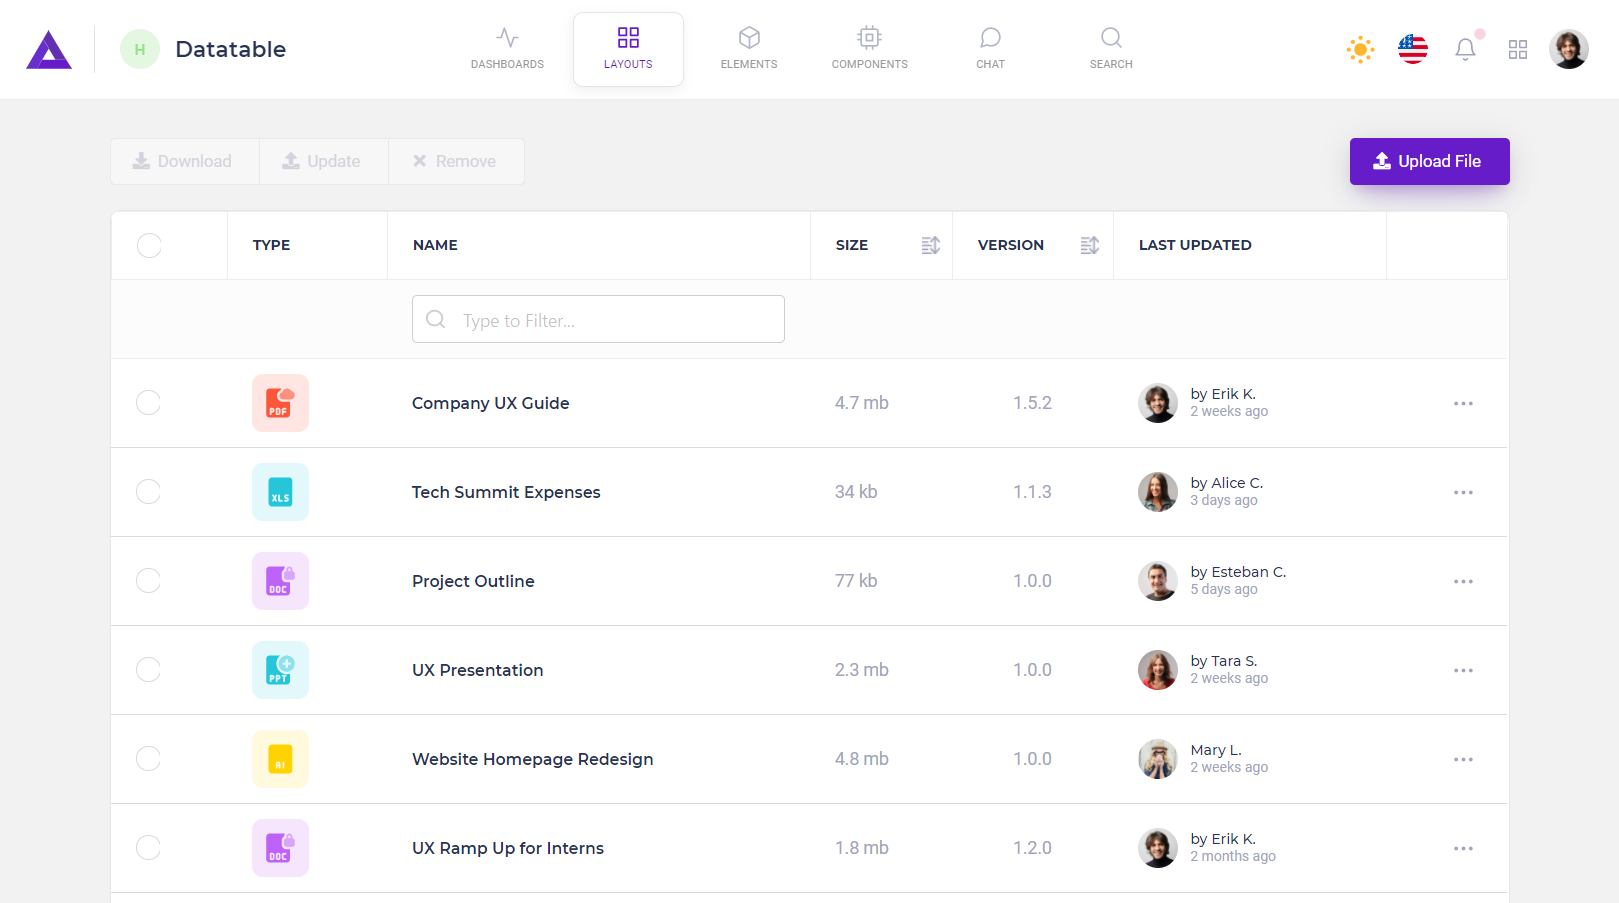 H
Datatable
DASHBOARDS
LAYOUTS
ELEMENTS
COMPONENTS
CHAT
SEARCH
Download
Update
Remove
Upload File
TYPE
NAME
SIZE
VERSION
LAST UPDATED
Type to Filter...
PDF
Company UX Guide
4.7 mb
1.5.2
by Erik K.
2 weeks ago
XLS
Tech Summit Expenses
34 kb
1.1.3
by Alice C.
3 days ago
DOC
Project Outline
77 kb
1.0.0
by Esteban C.
5 days ago
PPT
UX Presentation
2.3 mb
1.0.0
by Tara S.
2 weeks ago
AI
Website Homepage Redesign
4.8 mb
1.0.0
Mary L.
2 weeks ago
DOC
UX Ramp Up for Interns
1.8 mb
1.2.0
by Erik K.
2 months ago